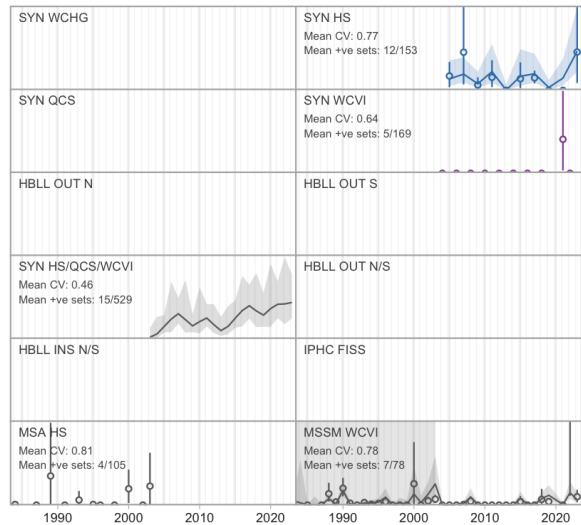 SYN WCHG
SYN HS
Mean CV: 0.77
Mean +ve sets: 12/153
SYN QCS
SYN WCVI
Mean CV: 0.64
Mean +ve sets: 5/169
HBLL OUT N
HBLL OUT S
SYN HS/QCS/WCVI
Mean CV: 0.46
Mean +ve sets: 15/529
HBLL OUT N/S
HBLL INS N/S
IPHC FISS
MSA HS
Mean CV: 0.81
Mean +ve sets: 4/105
MSSM WCVI
Mean CV: 0.78
Mean +ve sets: 7/78
1990 2000 2010 2020 1990 2000 2010 2020